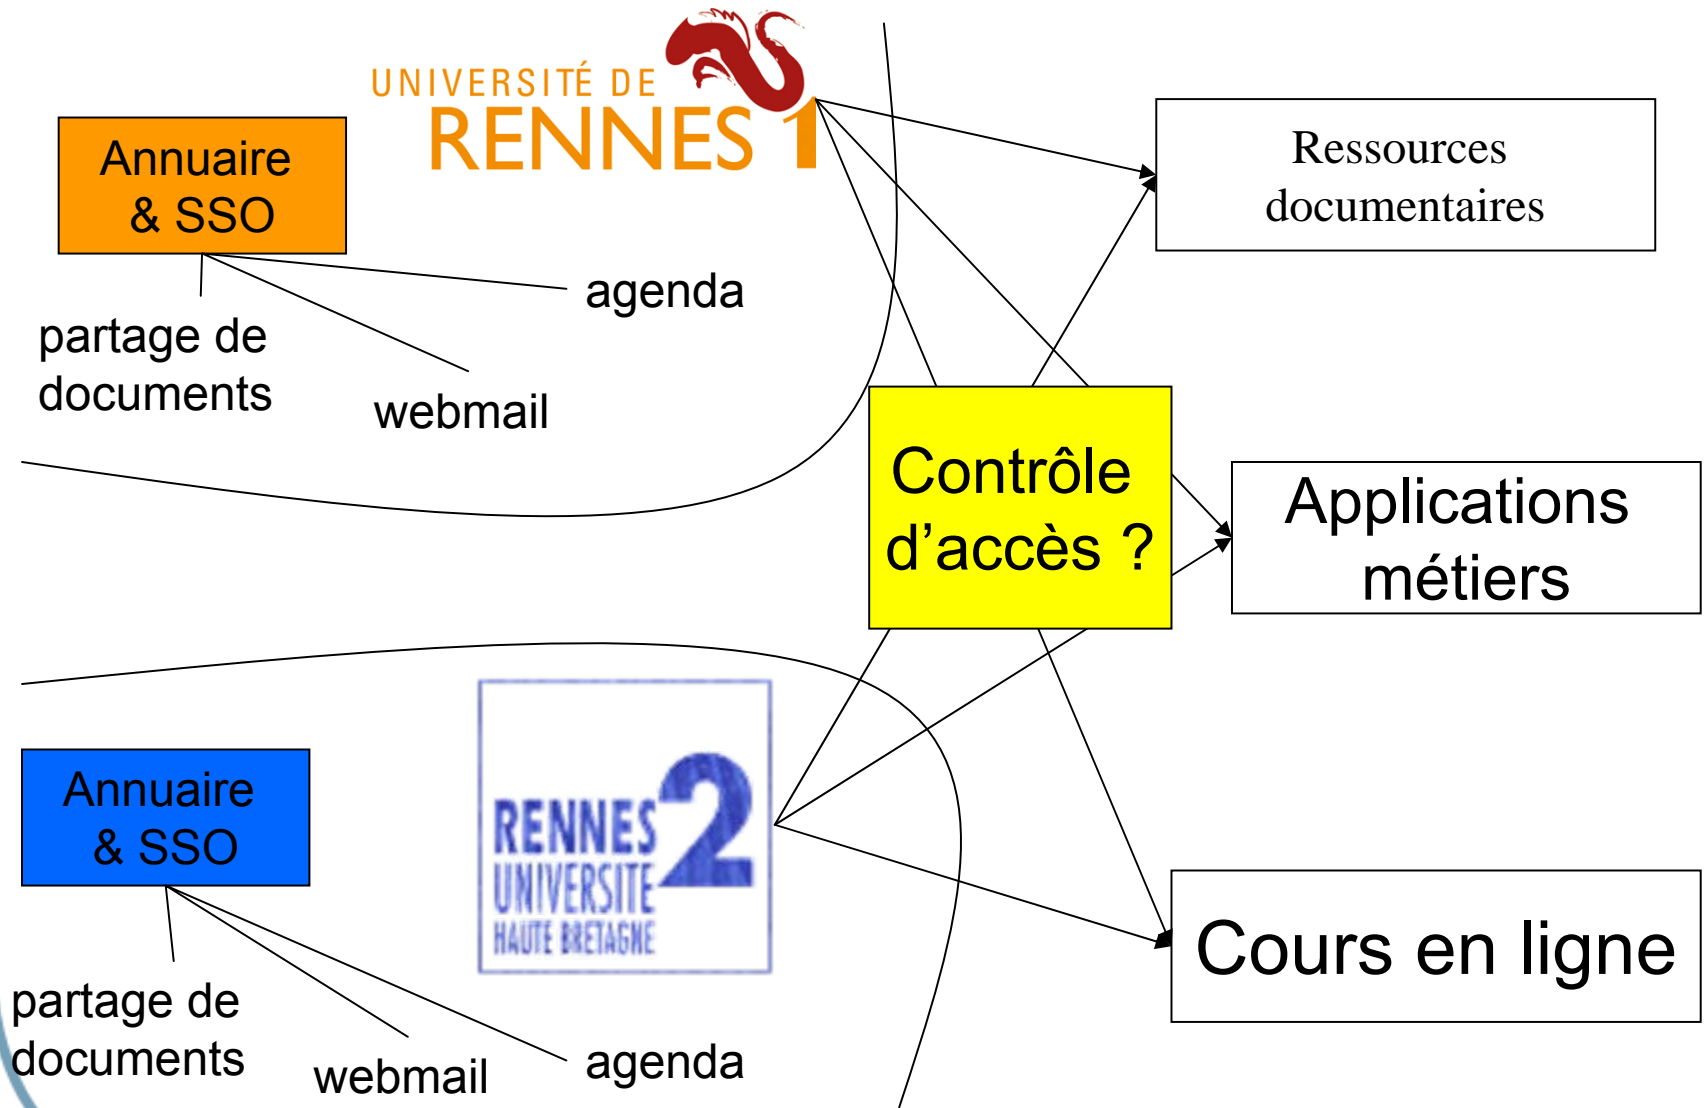 UNIVERSITÉ DE
RENNES 1
Annuaire
& SSO
agenda
partage de
documents
webmail
Ressources
documentaires
Contrôle
d’accès ?
Applications
métiers
RENNES 2
UNIVERSITE
HAUTE BRETAGNE
Annuaire
& SSO
partage de
documents
webmail
agenda
Cours en ligne